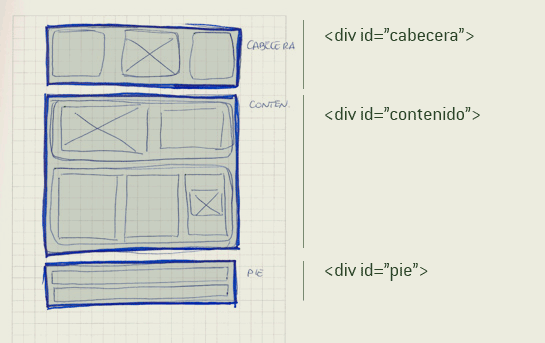 CABECERA
<div id=”cabecera”>
CONTEN.
<div id=”contenido”>
PIE
<div id=”pie”>